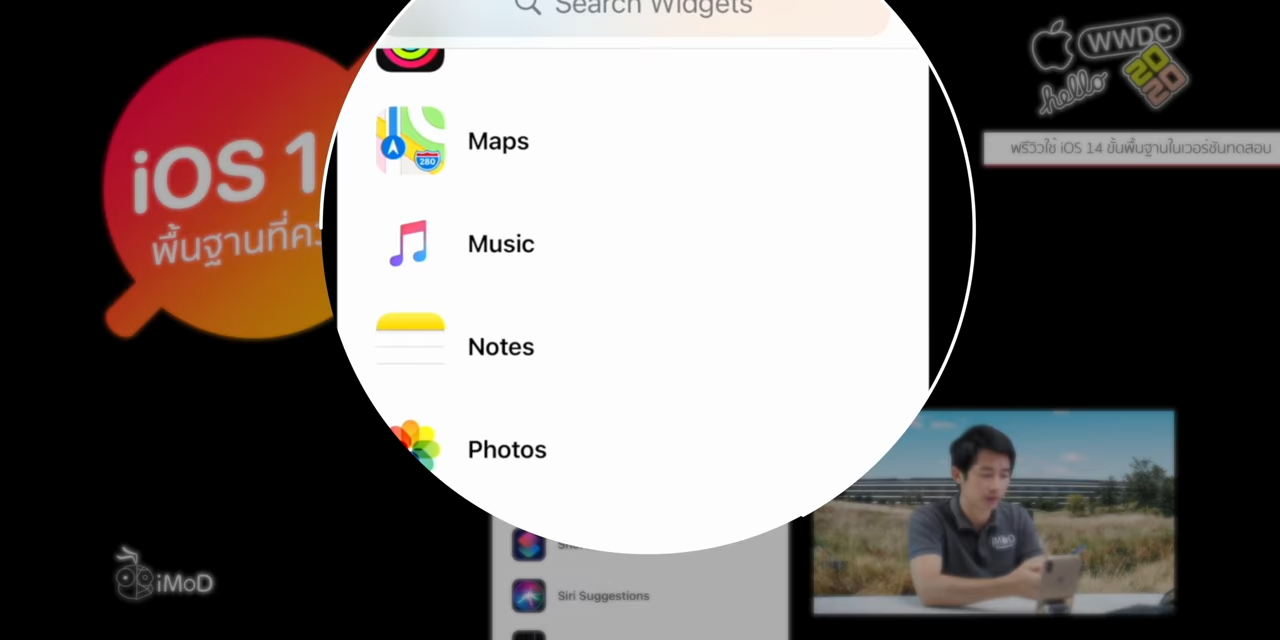 Search Widgets
Maps
Music
Notes
Photos
Siri Suggestions
iOS 1
พื้นฐานที่คว
WWDC
20
20
hello
พรีวิวใช้ iOS 14 ขั้นพื้นฐานในเวอร์ชันทดสอบ
iMoD
iMoD